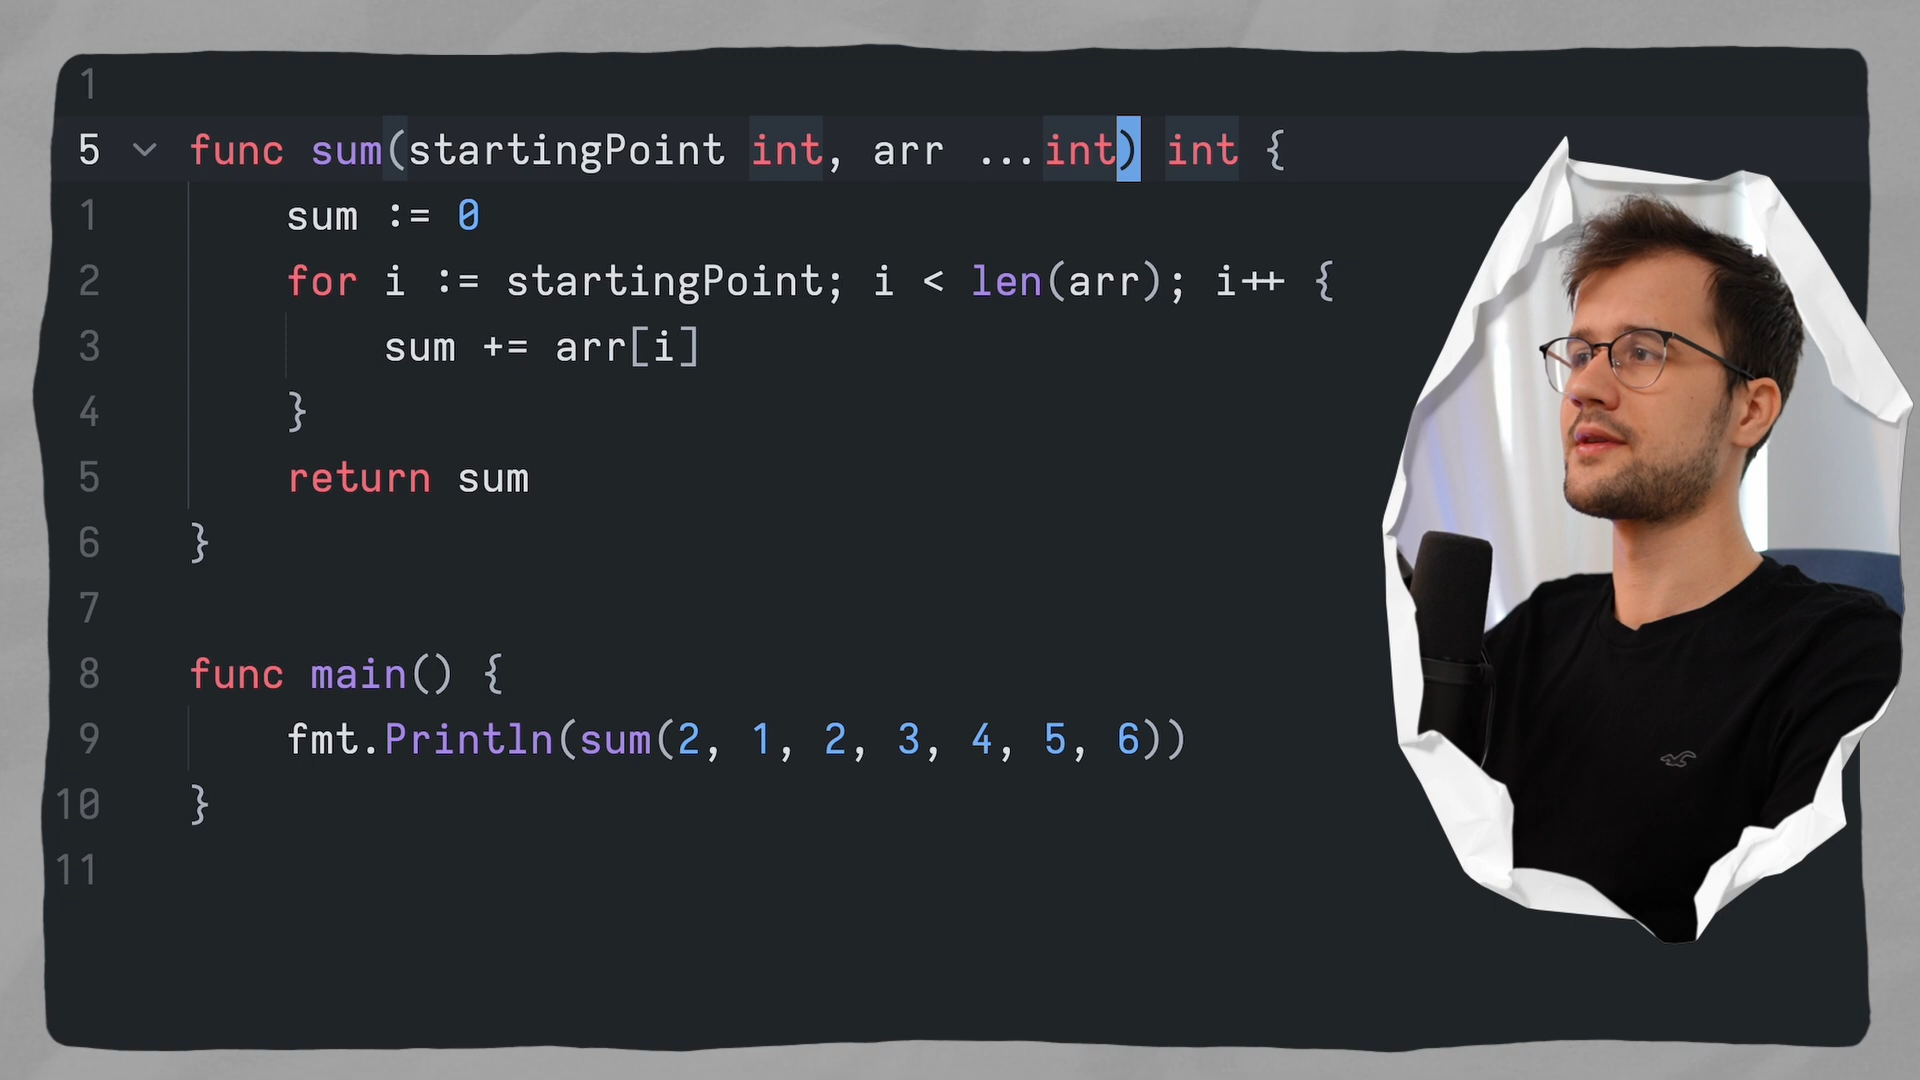 1
5 func sum(startingPoint int, arr ...int) int {
1 sum := 0
2 for i := startingPoint; i < len(arr); i++ {
3 sum += arr[i]
4 }
5 return sum
6 }
7
8 func main() {
9 fmt.Println(sum(2, 1, 2, 3, 4, 5, 6))
10 }
11